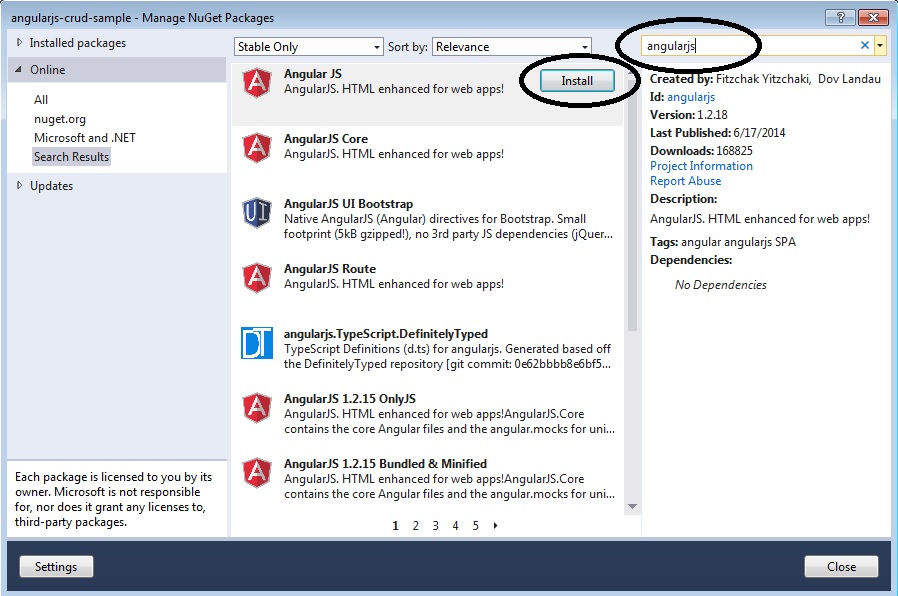 angularjs-crud-sample - Manage NuGet Packages
Installed packages
Online
All
nuget.org
Microsoft and .NET
Search Results
Updates
Each package is licensed to you by its
owner. Microsoft is not responsible
for, nor does it grant any licenses to,
third-party packages.
Stable Only
Sort by:
Relevance
Angular JS
AngularJS. HTML enhanced for web apps!
Install
AngularJS Core
AngularJS. HTML enhanced for web apps!
AngularJS UI Bootstrap
Native AngularJS (Angular) directives for Bootstrap. Small
footprint (5kB gzipped!), no 3rd party JS dependencies (jQuer...
AngularJS Route
AngularJS. HTML enhanced for web apps!
angularjs.TypeScript.DefinitelyTyped
TypeScript Definitions (d.ts) for angularjs. Generated based off
the DefinitelyTyped repository [git commit: 0e62bbbb8e6bf5...
AngularJS 1.2.15 OnlyJS
AngularJS. HTML enhanced for web apps!AngularJS.Core
contains the core Angular files and the angular.mocks for uni...
AngularJS 1.2.15 Bundled & Minified
AngularJS. HTML enhanced for web apps!AngularJS.Core
contains the core Angular files and the angular.mocks for uni...
1 2 3 4 5
angularjs
Created by: Fitzchak Yitzchaki, Dov Landau
Id: angularjs
Version: 1.2.18
Last Published: 6/17/2014
Downloads: 168825
Project Information
Report Abuse
Description:
AngularJS. HTML enhanced for web apps!
Tags: angular angularjs SPA
Dependencies:
No Dependencies
Settings
Close